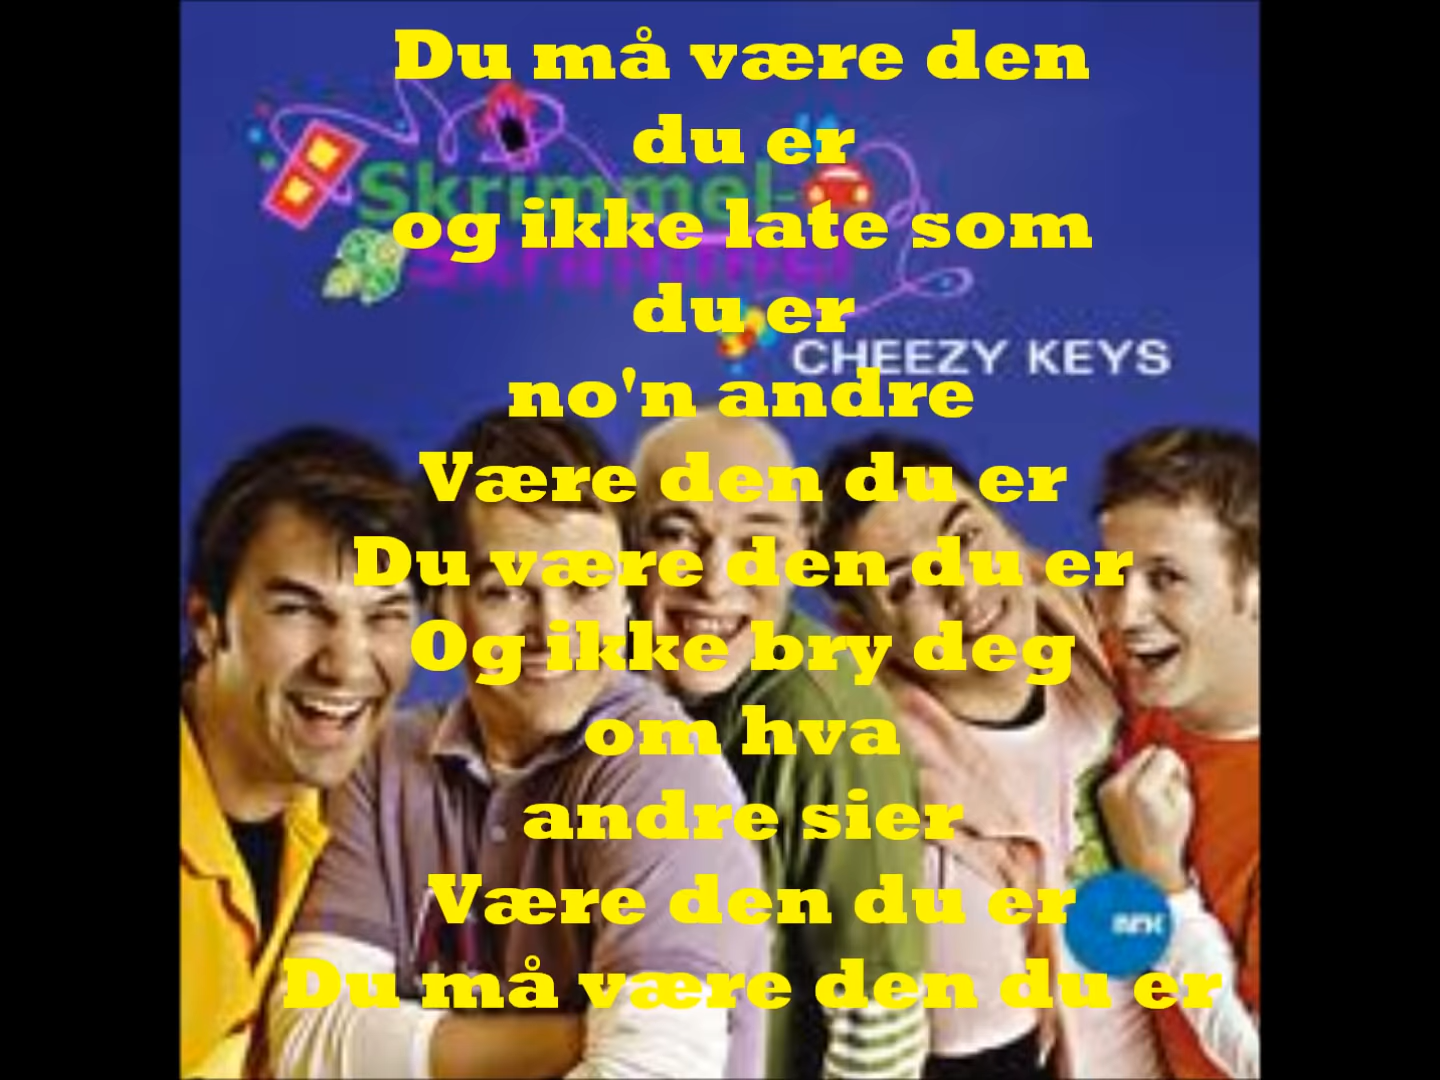 Du må være den
du er
Skrimmel-
og ikke late som
Skrimmel
du er
CHEEZY KEYS
no'n andre
Være den du er
Du være den du er
Og ikke bry deg
om hva
andre sier
Være den du er
NRK
Du må være den du er